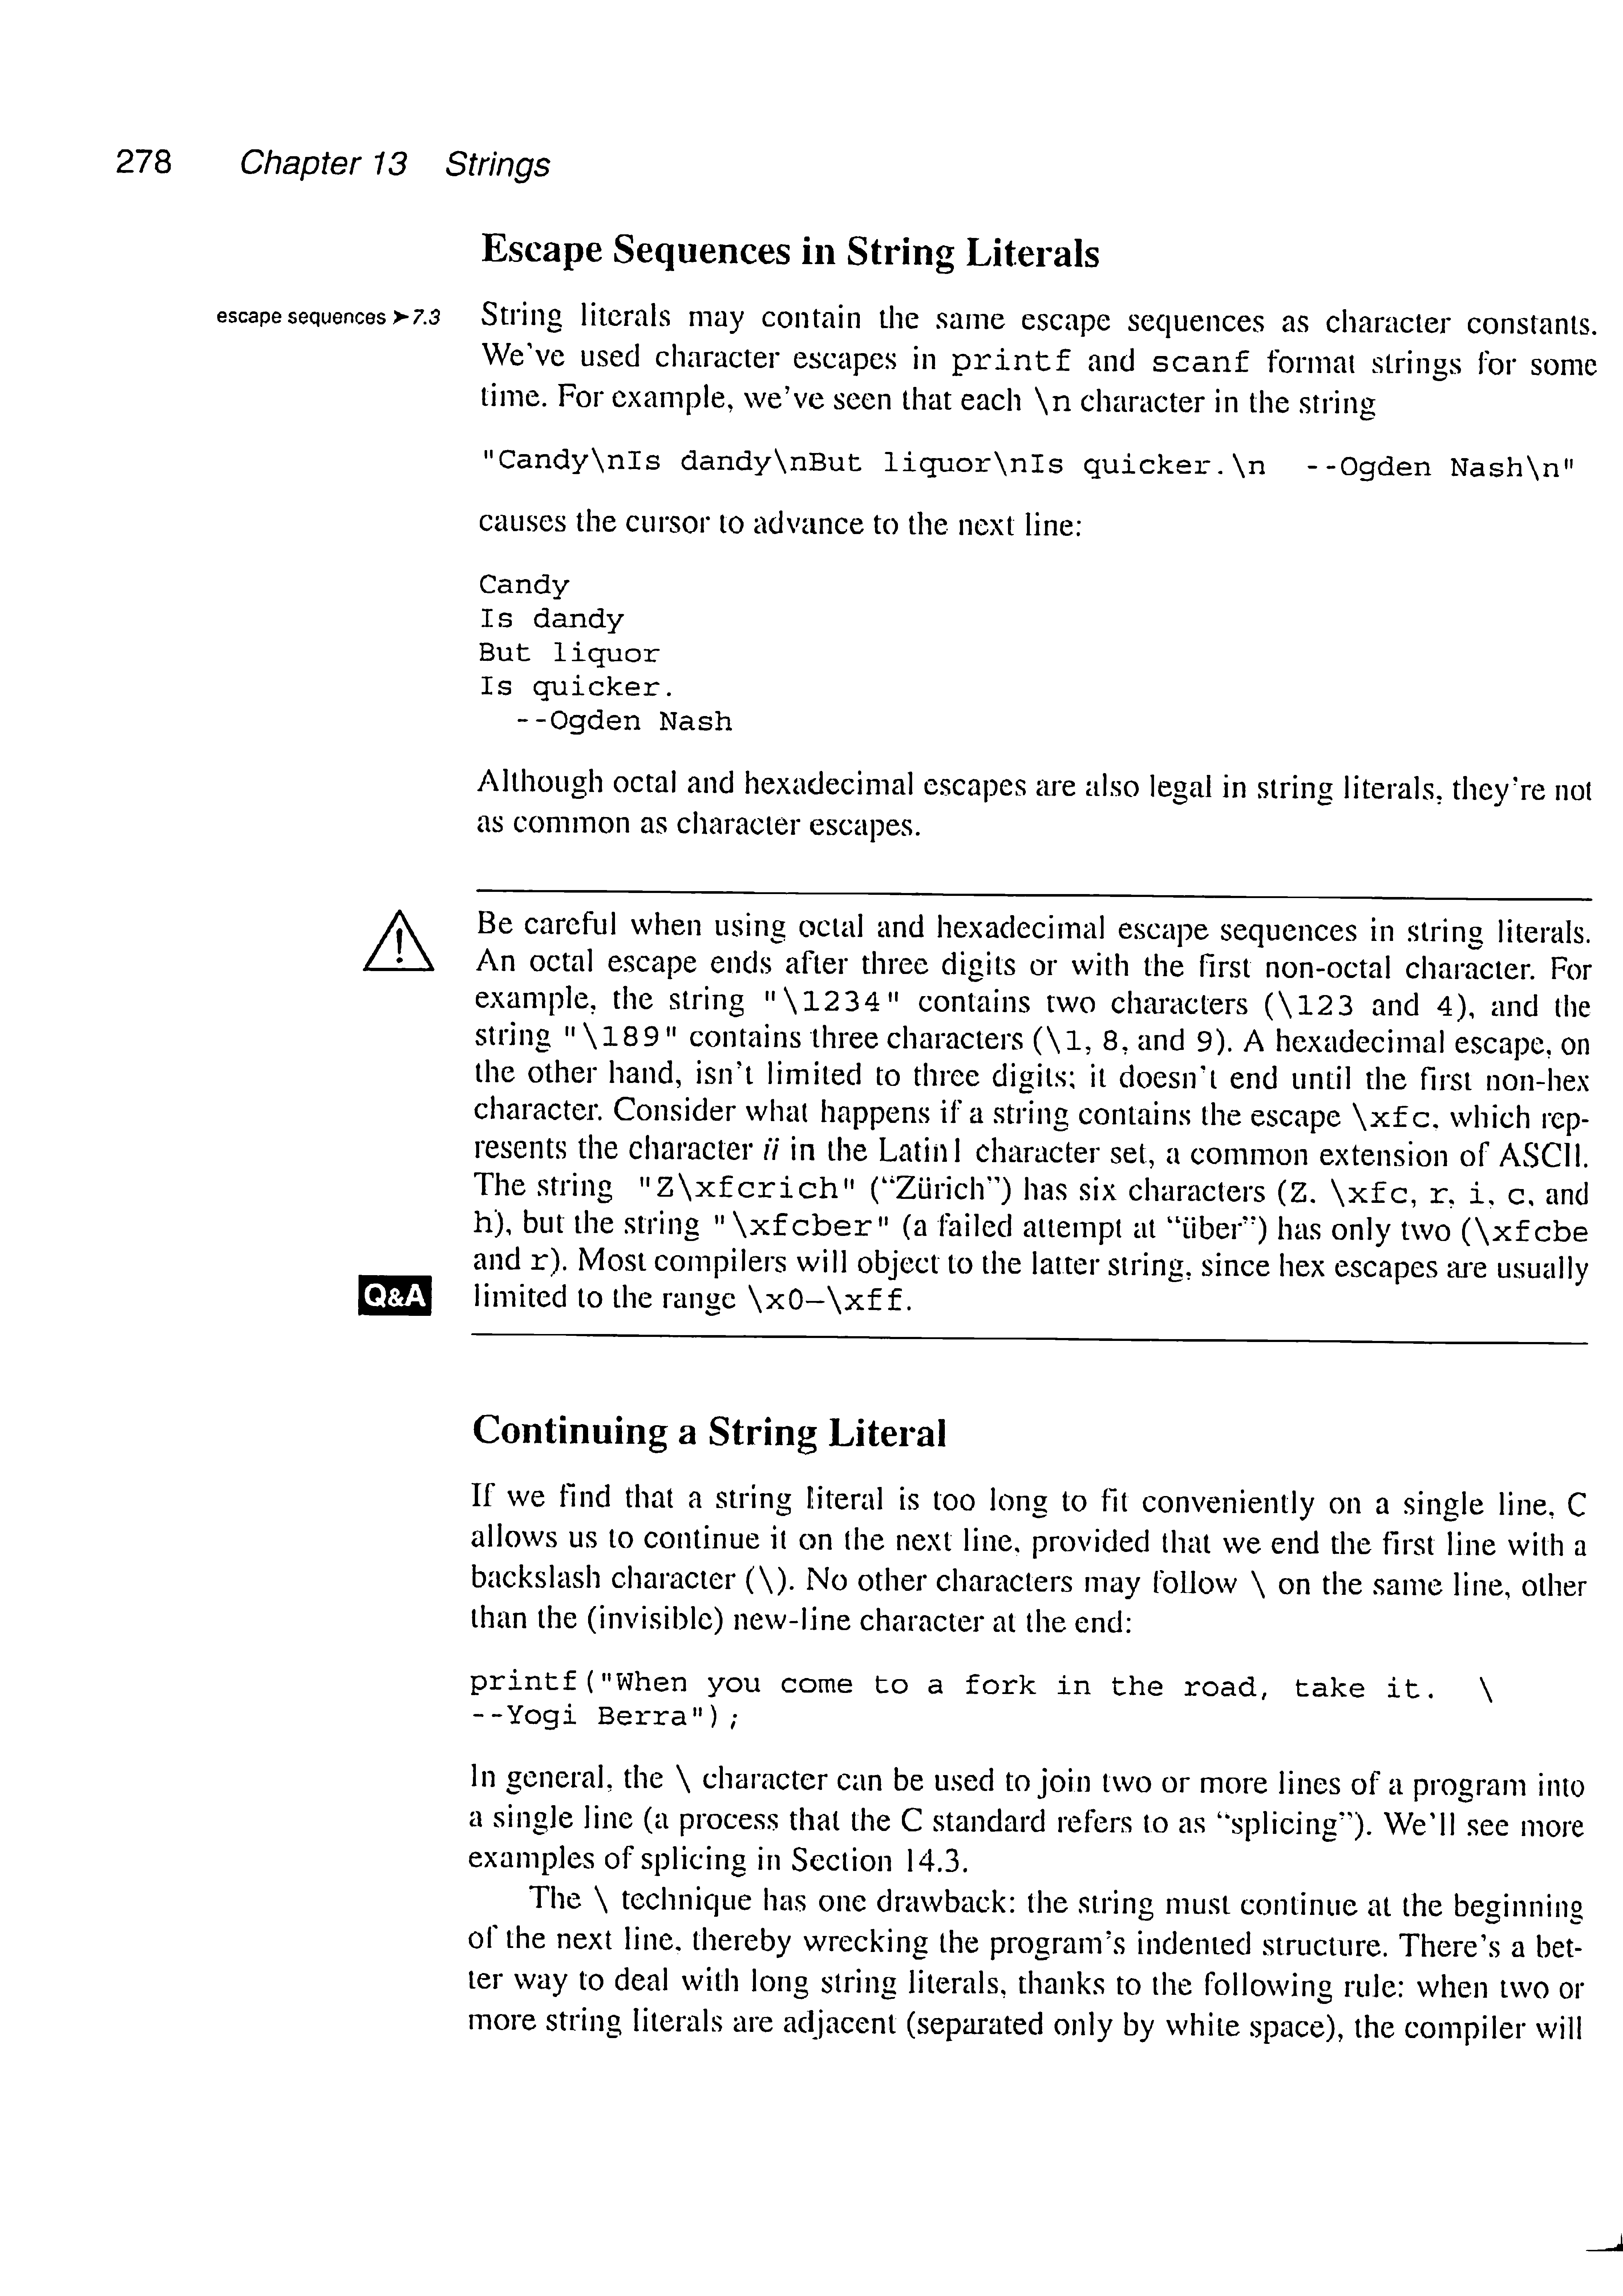 278 Chapter 13 Strings
Escape Sequences in String Literals
escape sequences ➤7.3
String literals may contain the same escape sequences as character constants.
We've used character escapes in printf and scanf format strings for some
time. For example, we've seen that each \n character in the string
"Candy\nIs dandy\nBut liquor\nIs quicker.\n  --Ogden Nash\n"
causes the cursor to advance to the next line:
Candy
Is dandy
But liquor
Is quicker.
  --Ogden Nash
Although octal and hexadecimal escapes are also legal in string literals, they're not
as common as character escapes.
Be careful when using octal and hexadecimal escape sequences in string literals.
An octal escape ends after three digits or with the first non-octal character. For
example, the string "\1234" contains two characters (\123 and 4), and the
string "\189" contains three characters (\1, 8, and 9). A hexadecimal escape, on
the other hand, isn't limited to three digits; it doesn't end until the first non-hex
character. Consider what happens if a string contains the escape \xfc, which rep-
resents the character ü in the Latin1 character set, a common extension of ASCII.
The string "Z\xfcrich" ("Zürich") has six characters (Z, \xfc, r, i, c, and
h), but the string "\xfcber" (a failed attempt at "über") has only two (\xfcbe
and r). Most compilers will object to the latter string, since hex escapes are usually
Q&A
limited to the range \x0–\xff.
Continuing a String Literal
If we find that a string literal is too long to fit conveniently on a single line, C
allows us to continue it on the next line, provided that we end the first line with a
backslash character (\). No other characters may follow \ on the same line, other
than the (invisible) new-line character at the end:
printf("When you come to a fork in the road, take it.  \
--Yogi Berra");
In general, the \ character can be used to join two or more lines of a program into
a single line (a process that the C standard refers to as "splicing"). We'll see more
examples of splicing in Section 14.3.
The \ technique has one drawback: the string must continue at the beginning
of the next line, thereby wrecking the program's indented structure. There's a bet-
ter way to deal with long string literals, thanks to the following rule: when two or
more string literals are adjacent (separated only by white space), the compiler will